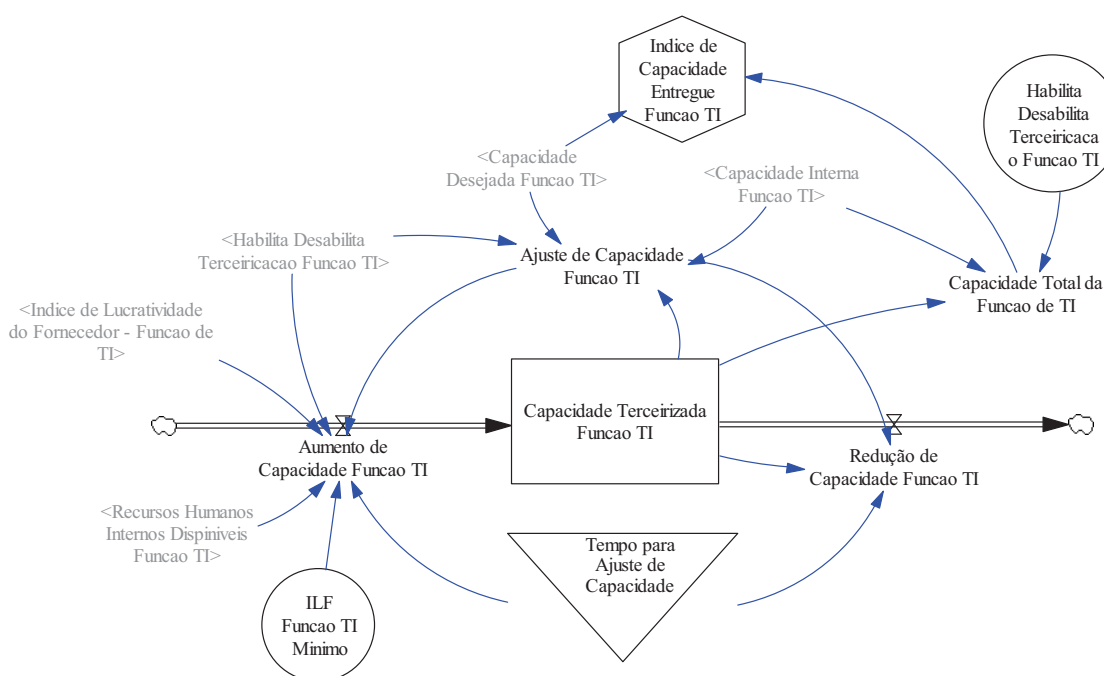 Indice de
Capacidade
Entregue
Funcao TI
Habilita
Desabilita
Terceiricaca
o Funcao TI
<Capacidade
Desejada Funcao TI>
<Capacidade Interna
Funcao TI>
<Habilita Desabilita
Terceiricacao Funcao TI>
Ajuste de Capacidade
Funcao TI
Capacidade Total da
Funcao de TI
<Indice de Lucratividade
do Fornecedor - Funcao de
TI>
Capacidade Terceirizada
Funcao TI
Aumento de
Capacidade Funcao TI
Redução de
Capacidade Funcao TI
<Recursos Humanos
Internos Dispiniveis
Funcao TI>
Tempo para
Ajuste de
Capacidade
ILF
Funcao TI
Minimo